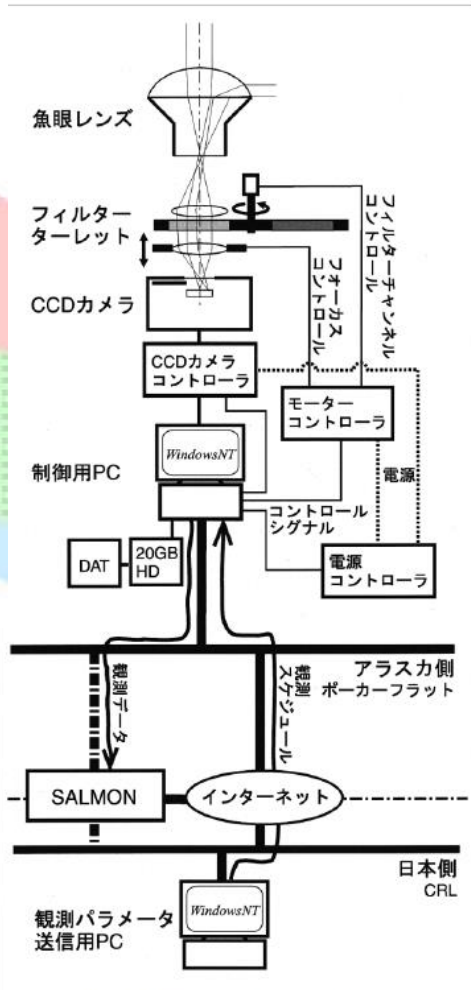 魚眼レンズ
フィルター
ターレット
フィルターチャンネル
コントロール
フォーカス
コントロール
CCDカメラ
CCDカメラ
コントローラ
モーター
コントローラ
WindowsNT
制御用PC
電源
コントロール
シグナル
DAT
20GB
HD
電源
コントローラ
アラスカ側
ポーカーフラット
観測データ
観測
スケジュール
SALMON
インターネット
日本側
CRL
観測パラメータ
送信用PC
WindowsNT